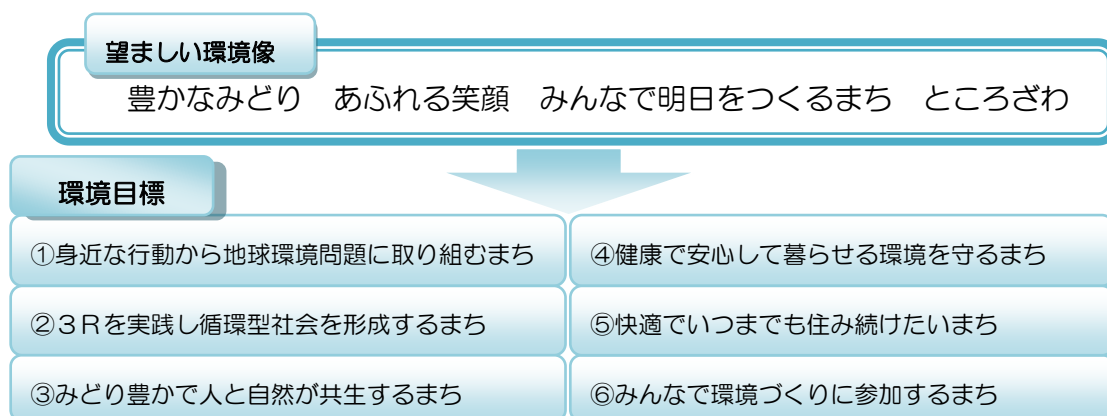 望ましい環境像
豊かなみどり　あふれる笑顔　みんなで明日をつくるまち　ところざわ
環境目標
①身近な行動から地球環境問題に取り組むまち
②３Ｒを実践し循環型社会を形成するまち
③みどり豊かで人と自然が共生するまち
④健康で安心して暮らせる環境を守るまち
⑤快適でいつまでも住み続けたいまち
⑥みんなで環境づくりに参加するまち